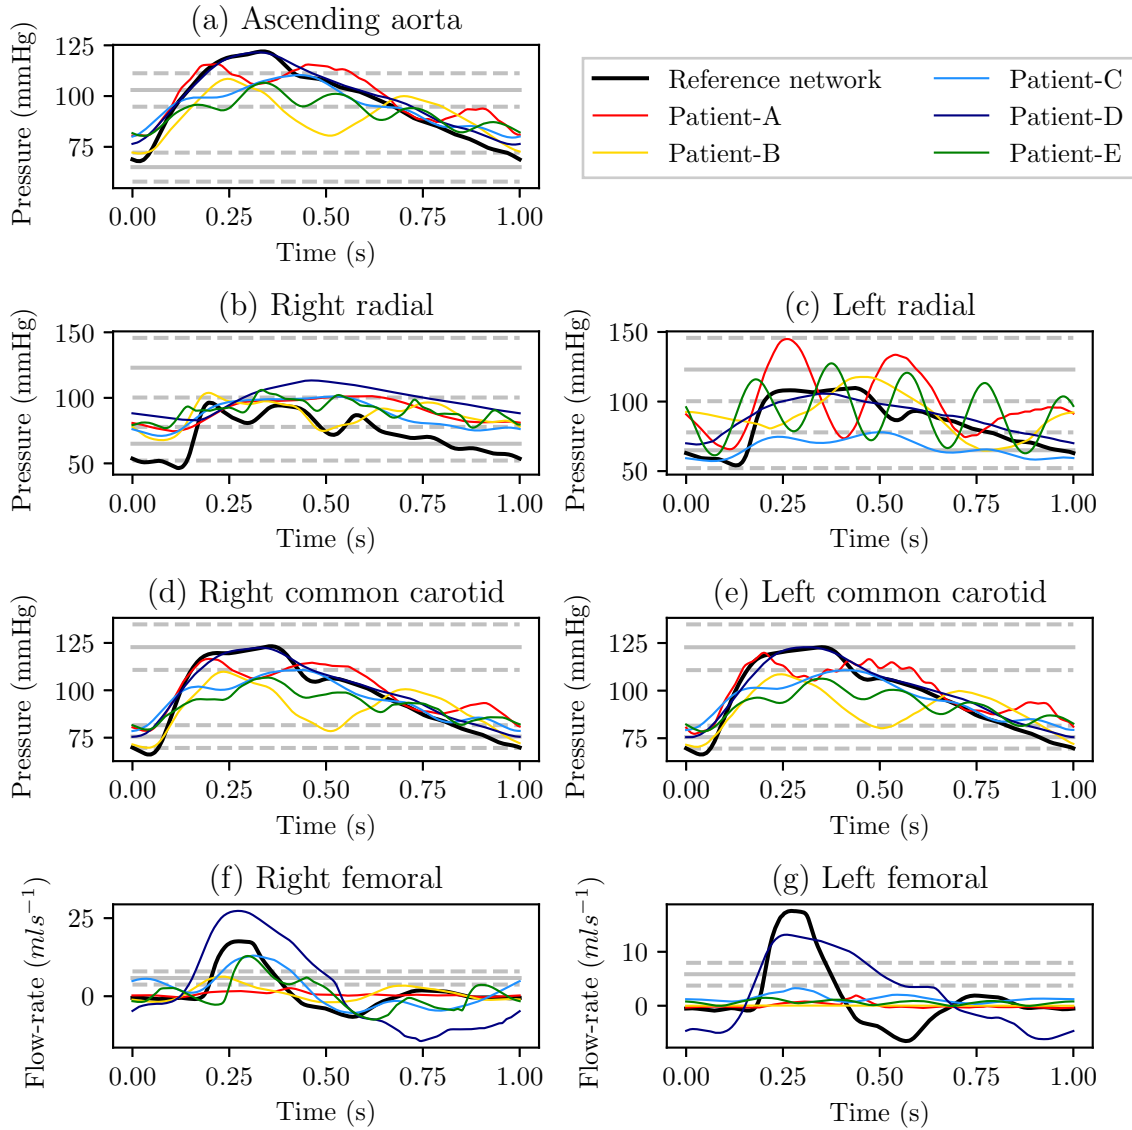 (a) Ascending aorta
125
100
75
Pressure (mmHg)
0.00 0.25 0.50 0.75 1.00
Time (s)
Reference network
Patient-A
Patient-B
Patient-C
Patient-D
Patient-E
(b) Right radial
150
100
50
Pressure (mmHg)
0.00 0.25 0.50 0.75 1.00
Time (s)
(c) Left radial
150
100
50
Pressure (mmHg)
0.00 0.25 0.50 0.75 1.00
Time (s)
(d) Right common carotid
125
100
75
Pressure (mmHg)
0.00 0.25 0.50 0.75 1.00
Time (s)
(e) Left common carotid
125
100
75
Pressure (mmHg)
0.00 0.25 0.50 0.75 1.00
Time (s)
(f) Right femoral
25
0
Flow-rate (mls⁻¹)
0.00 0.25 0.50 0.75 1.00
Time (s)
(g) Left femoral
10
0
Flow-rate (mls⁻¹)
0.00 0.25 0.50 0.75 1.00
Time (s)